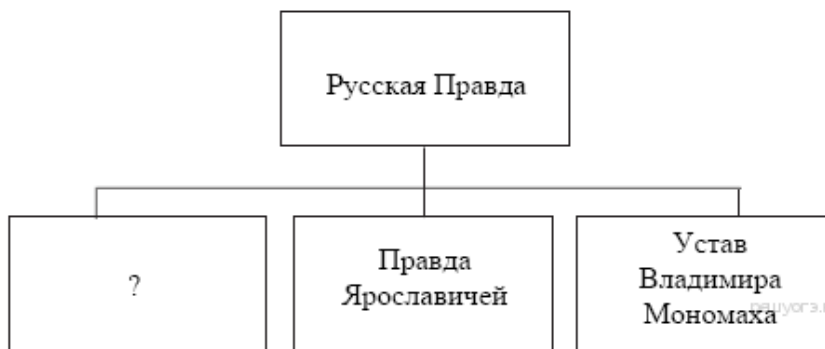 Русская Правда
?
Правда
Ярославичей
Устав
Владимира
Мономаха